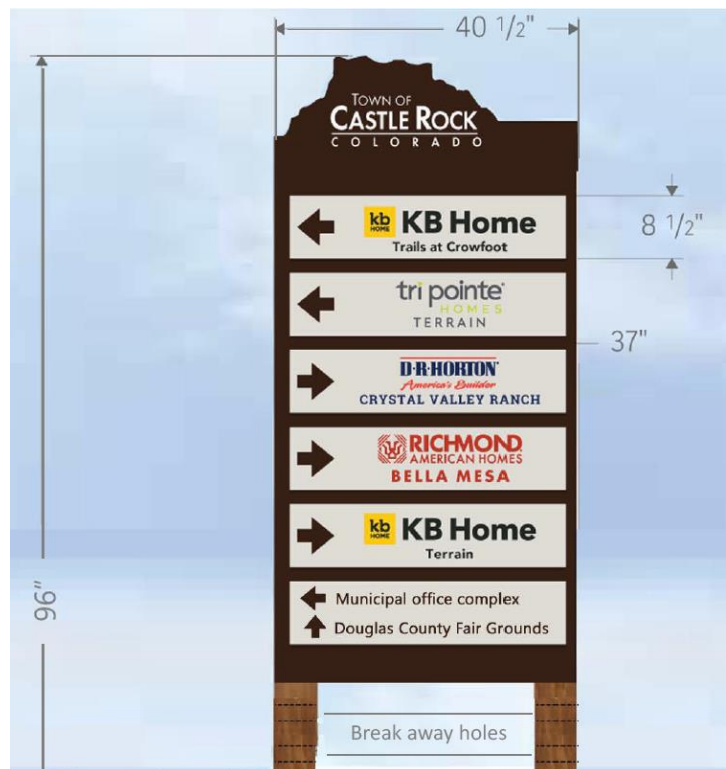 40 1/2"
TOWN OF
CASTLE ROCK
COLORADO
kb HOME KB Home
Trails at Crowfoot
8 1/2"
tri pointe®
HOMES
TERRAIN
37"
D·R·HORTON®
America's Builder
CRYSTAL VALLEY RANCH
RICHMOND
AMERICAN HOMES
BELLA MESA
kb HOME KB Home
Terrain
96"
Municipal office complex
Douglas County Fair Grounds
Break away holes